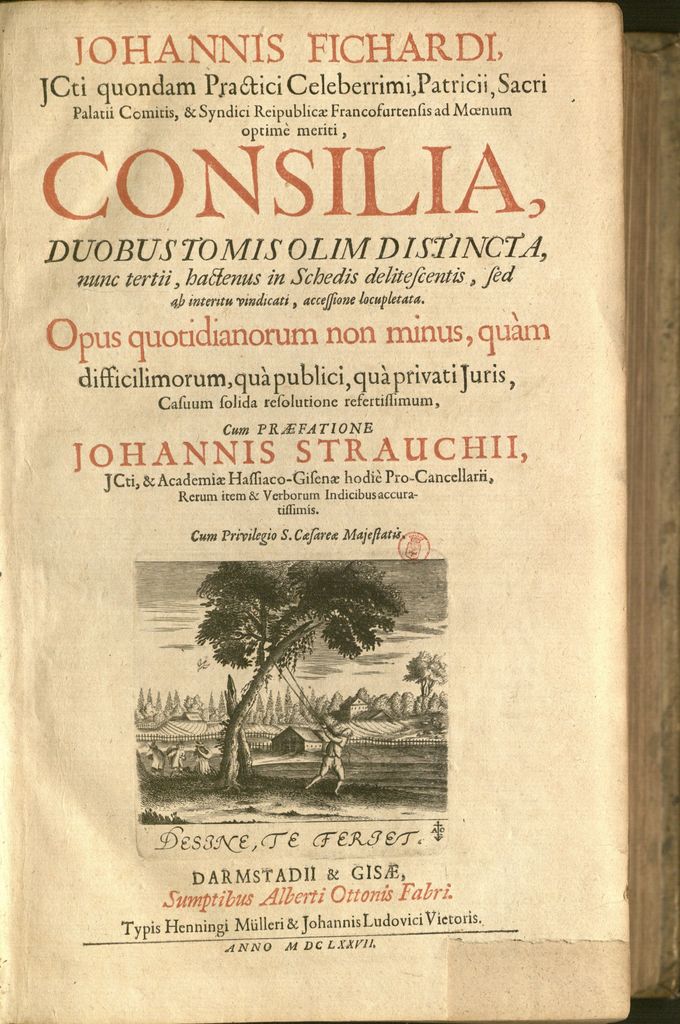 JOHANNIS FICHARDI,
JCti quondam Practici Celeberrimi, Patricii, Sacri
Palatii Comitis, & Syndici Reipublicæ Francofurtensis ad Mœnum
optimè meriti,
CONSILIA,
DUOBUS TOMIS OLIM DISTINCTA,
nunc tertii, hactenus in Schedis deliteſcentis, ſed
ab interitu vindicati, acceſſione locupletata.
Opus quotidianorum non minus, quàm
difficilimorum, quà publici, quà privati Juris,
Caſuum ſolida reſolutione refertiſſimum,
Cum PRÆFATIONE
JOHANNIS STRAUCHII,
JCti, & Academiæ Haſſiaco-Giſenæ hodiè Pro-Cancellarii,
Rerum item & Verborum Indicibus accura-
tiſſimis.
Cum Privilegio S. Cæſareæ Majeſtatis.
DESINE, TE FERIET.
DARMSTADII & GISÆ,
Sumptibus Alberti Ottonis Fabri.
Typis Henningi Mülleri & Johannis Ludovici Vietoris.
ANNO M DC LXXVII.